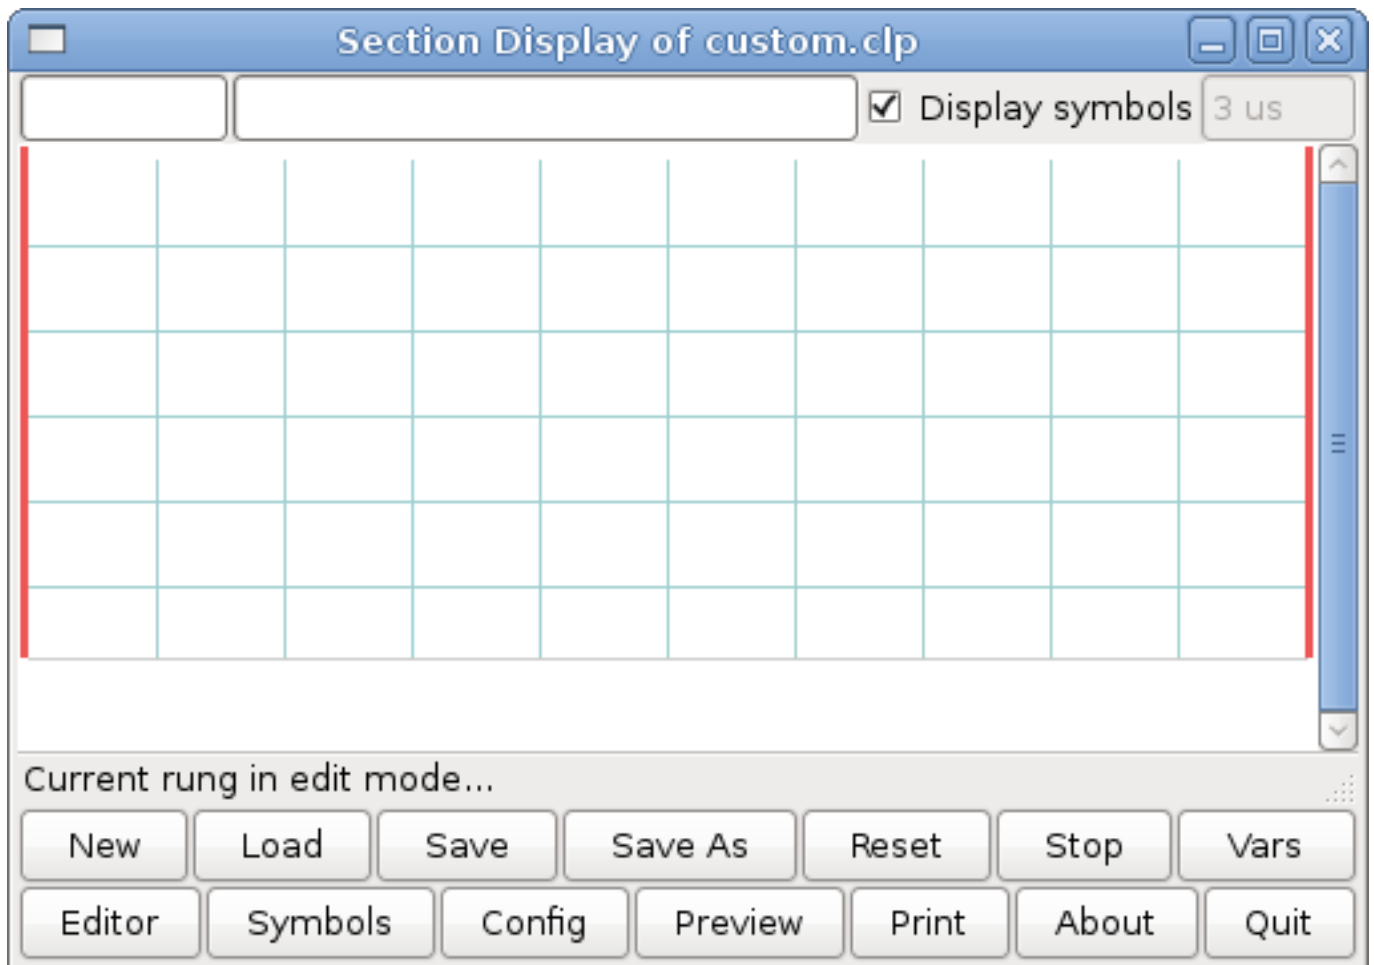 Section Display of custom.clp
Display symbols 3 us
Current rung in edit mode...
New Load Save Save As Reset Stop Vars
Editor Symbols Config Preview Print About Quit